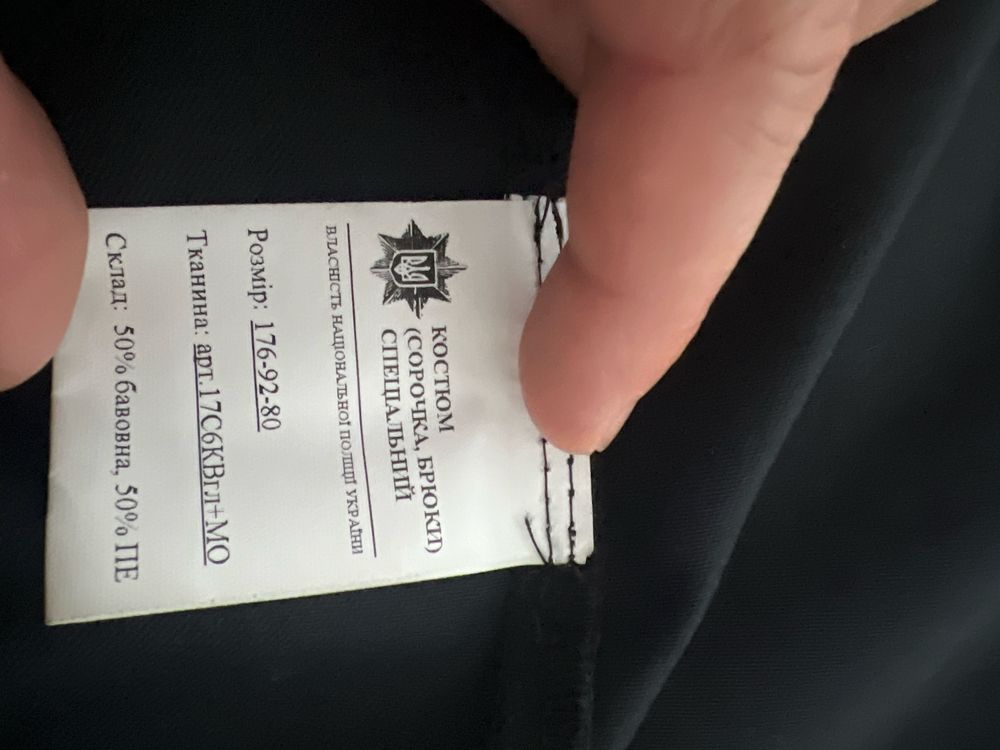 КОСТЮМ
(СОРОЧКА, БРЮКИ)
СПЕЦІАЛЬНИЙ
ВЛАСНІСТЬ НАЦІОНАЛЬНОЇ ПОЛІЦІЇ УКРАЇНИ
Розмір: 176-92-80
Тканина: арт.17С6КВгл+МО
Склад: 50% бавовна, 50% ПЕ